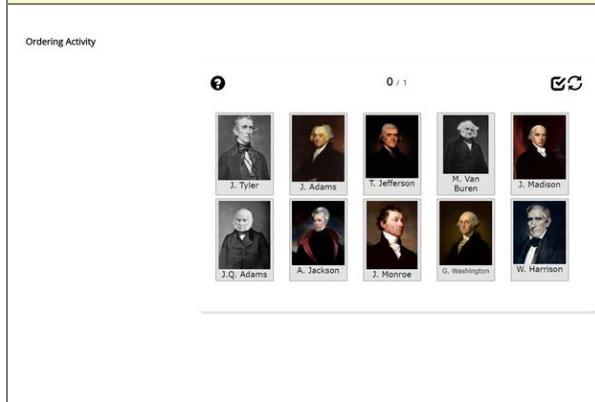 Ordering Activity
0 / 1
J. Tyler
J. Adams
T. Jefferson
M. Van
Buren
J. Madison
J.Q. Adams
A. Jackson
J. Monroe
G. Washington
W. Harrison